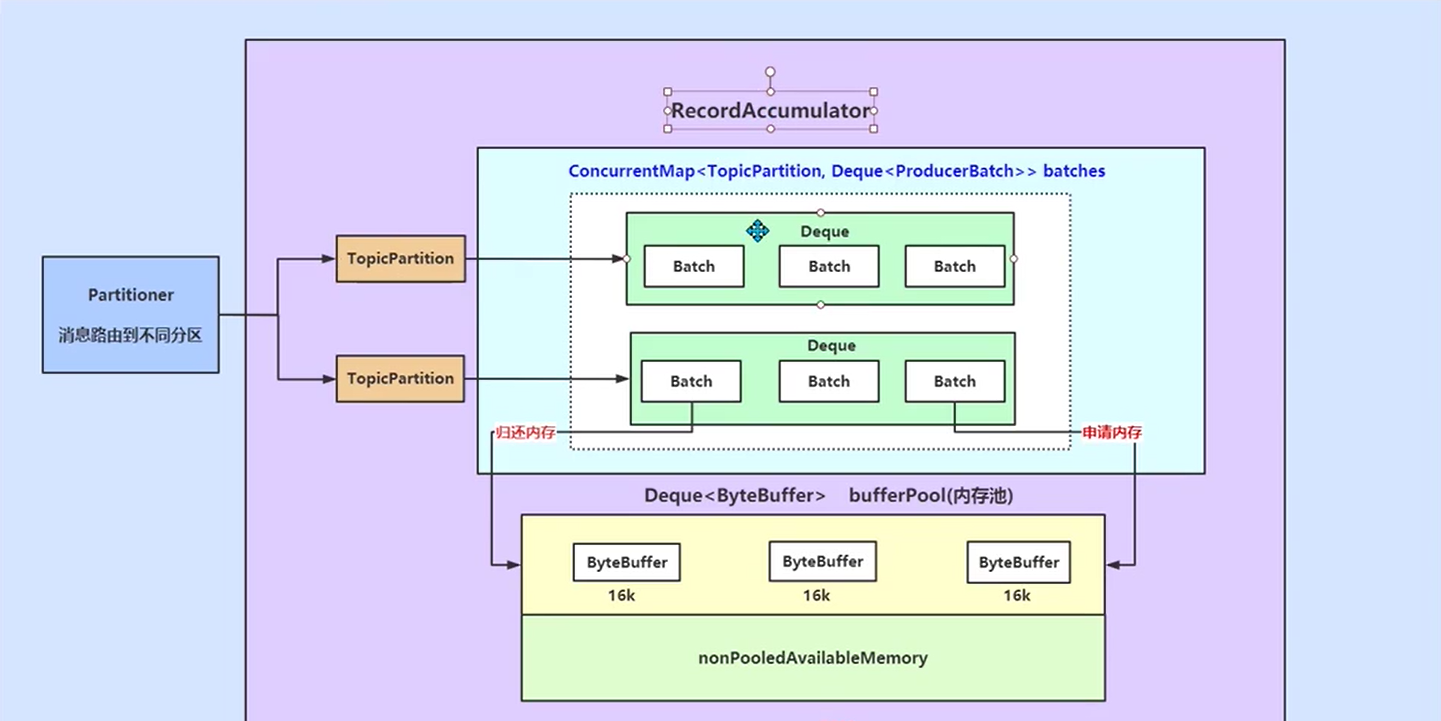 RecordAccumulator
ConcurrentMap<TopicPartition, Deque<ProducerBatch>> batches
Partitioner
消息路由到不同分区
TopicPartition
Deque
Batch
Batch
Batch
TopicPartition
Deque
Batch
Batch
Batch
归还内存
申请内存
Deque<ByteBuffer> bufferPool(内存池)
ByteBuffer
ByteBuffer
ByteBuffer
16k
16k
16k
nonPooledAvailableMemory